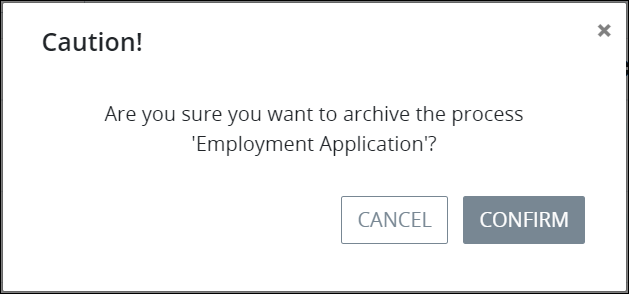 Caution!
Are you sure you want to archive the process
'Employment Application'?
CANCEL
CONFIRM